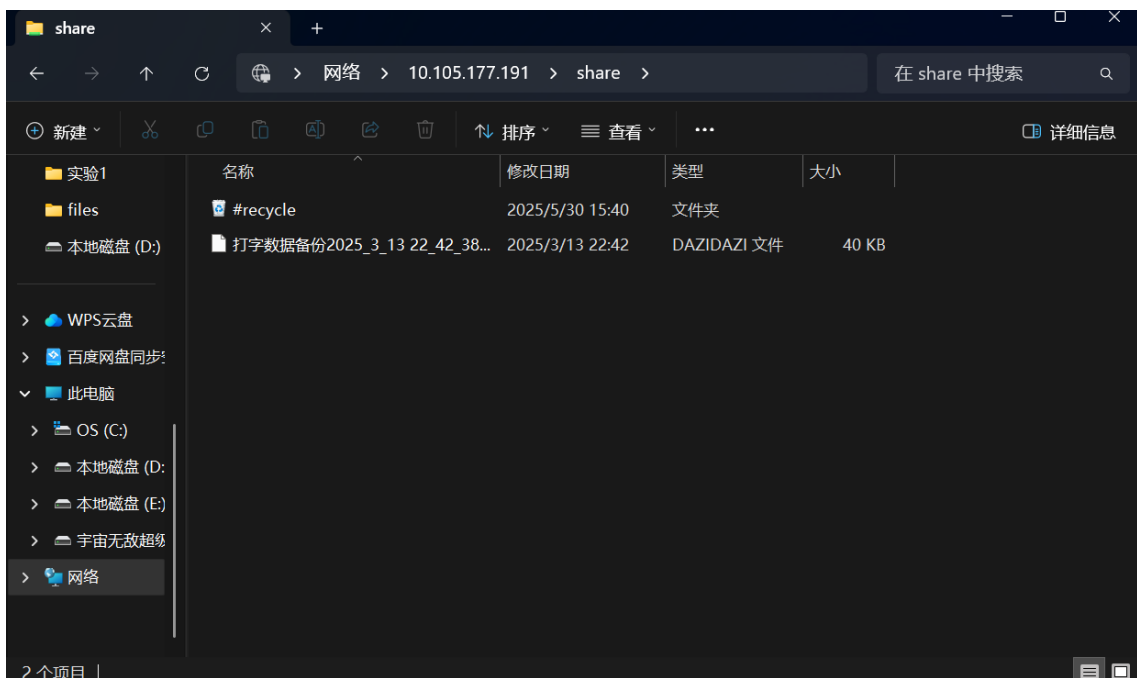 share
网络 > 10.105.177.191 > share >
在 share 中搜索
新建
排序
查看
详细信息
名称 修改日期 类型 大小
#recycle 2025/5/30 15:40 文件夹
打字数据备份2025_3_13 22_42_38... 2025/3/13 22:42 DAZIDAZI 文件 40 KB
实验1
files
本地磁盘 (D:)
WPS云盘
百度网盘同步
此电脑
OS (C:)
本地磁盘 (D:
本地磁盘 (E:)
宇宙无敌超级
网络
2 个项目